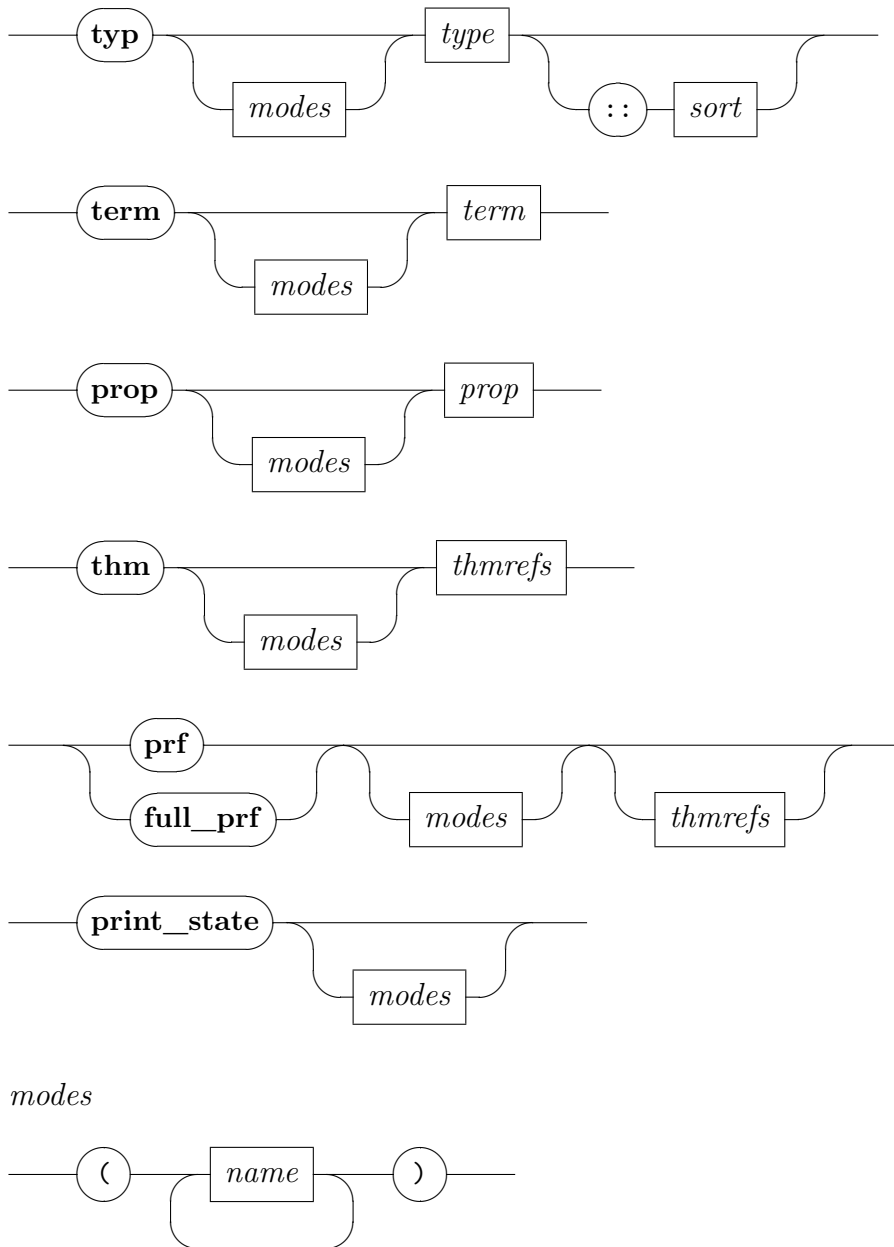 typ type
modes :: sort
term term
modes
prop prop
modes
thm thmrefs
modes
prf
full_prf modes thmrefs
print_state
modes
modes
( name )